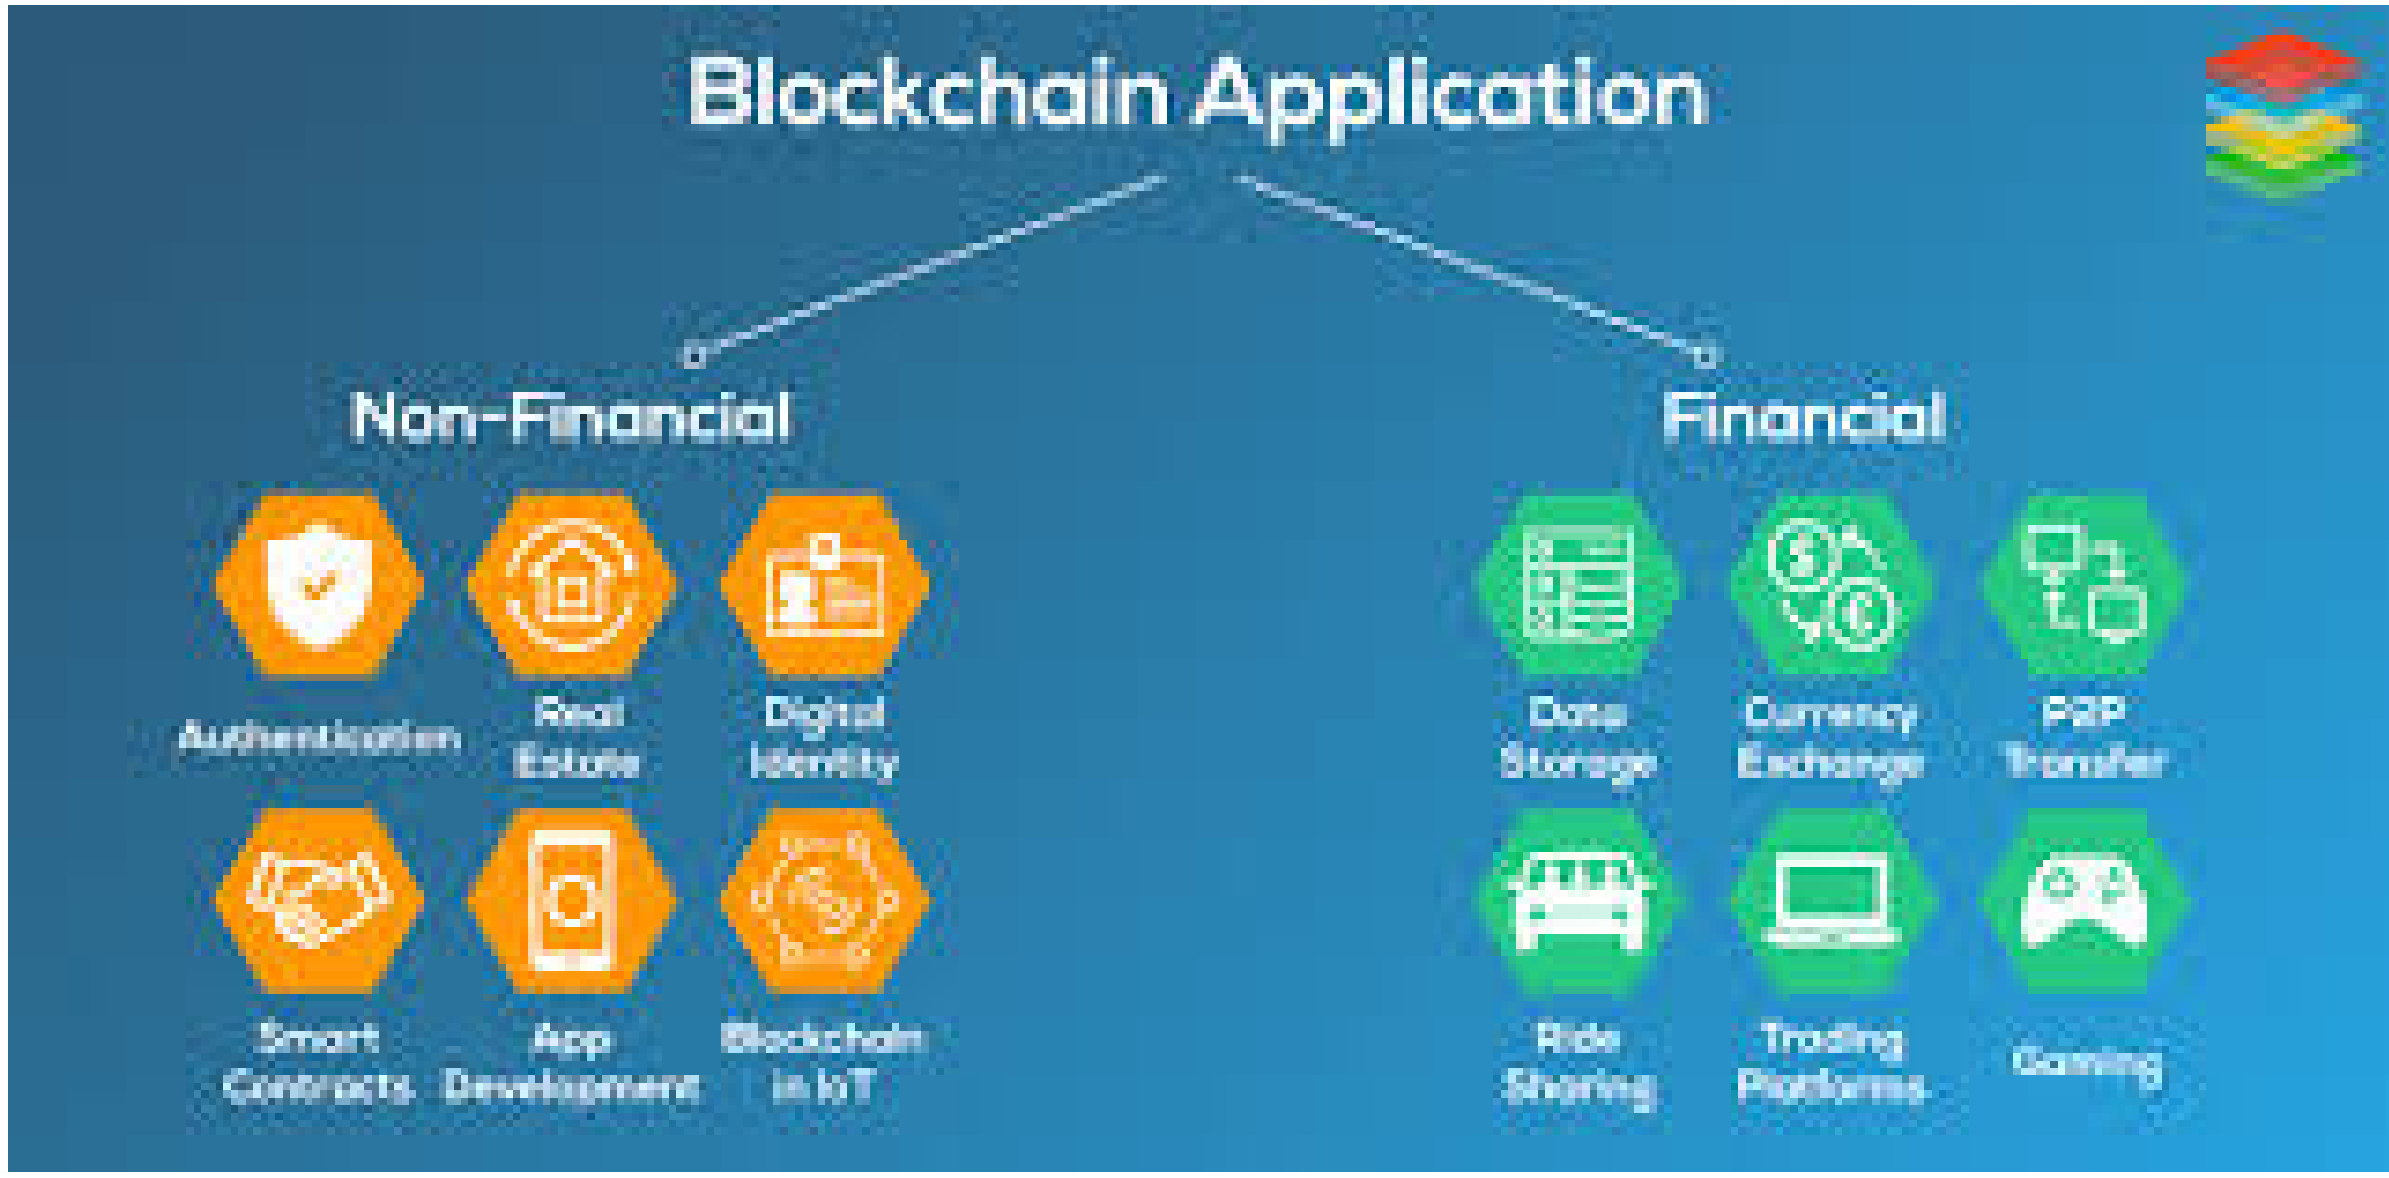 Blockchain Application
Non-Financial
Financial
Authentication
Real
Estate
Digital
Identity
Data
Storage
Currency
Exchange
P2P
Transfer
Smart
Contracts
App
Development
Blockchain
in IoT
Ride
Sharing
Trading
Platforms
Gaming